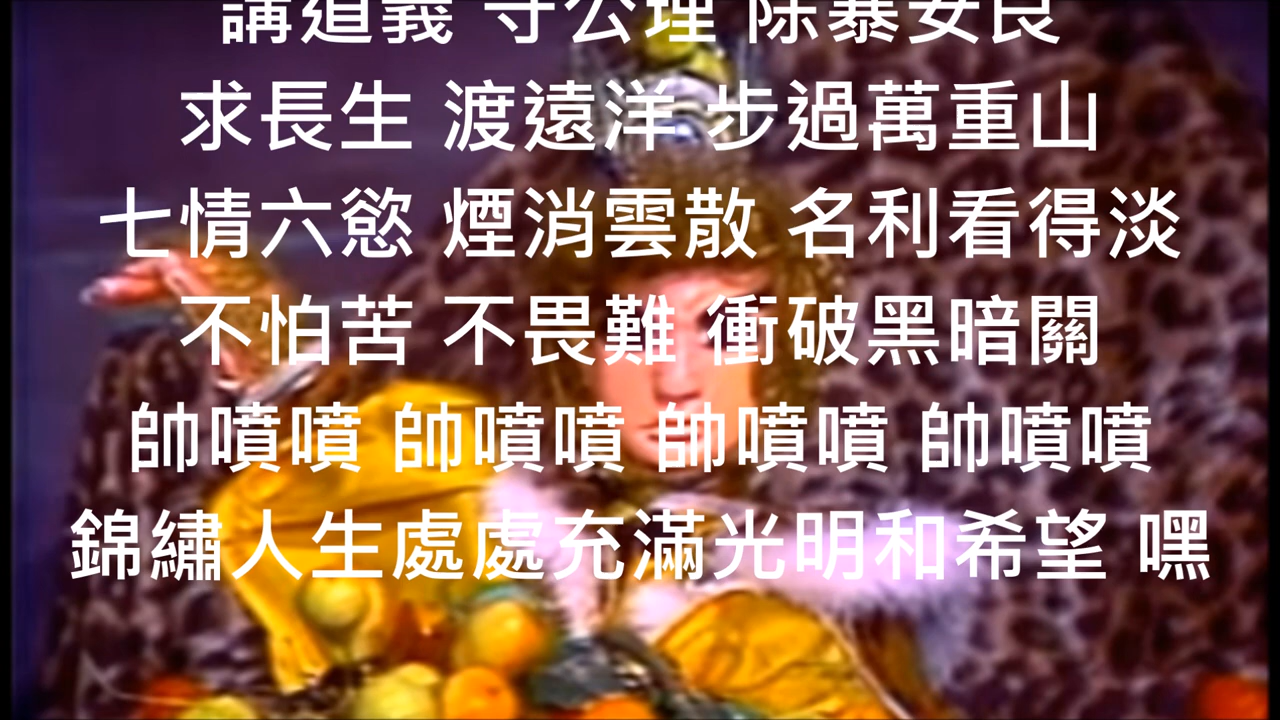 講道義 守公理 除暴安良
求長生 渡遠洋 步過萬重山
七情六慾 煙消雲散 名利看得淡
不怕苦 不畏難 衝破黑暗關
帥噴噴 帥噴噴 帥噴噴 帥噴噴
錦繡人生處處充滿光明和希望 嘿